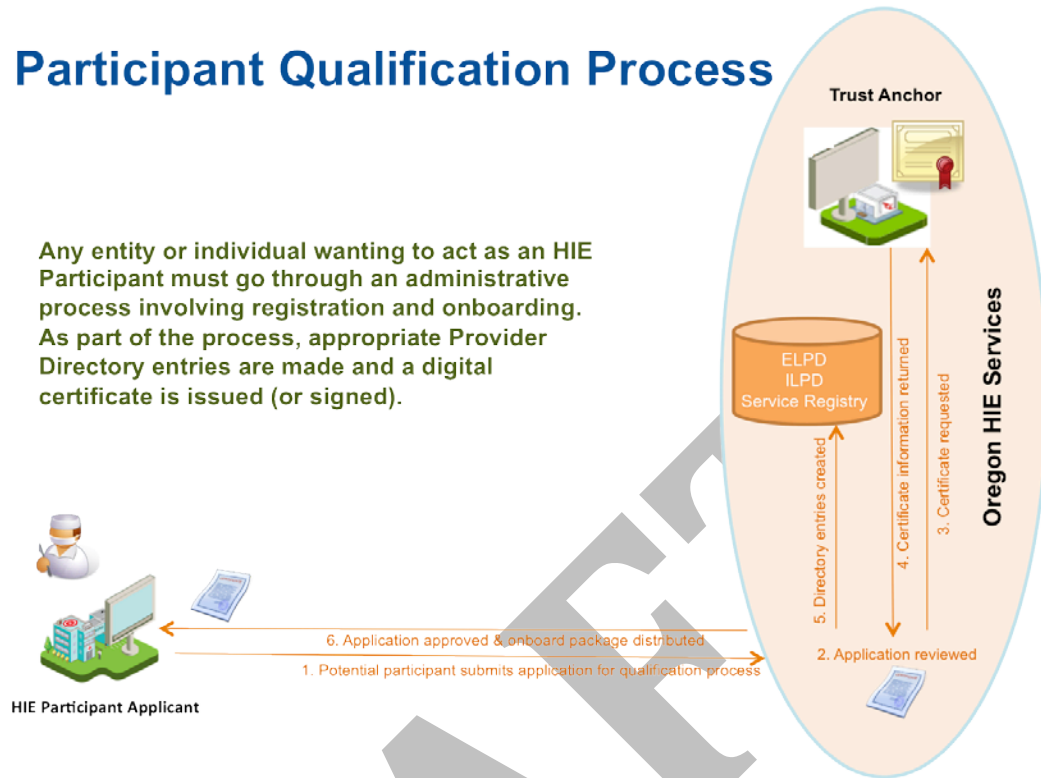 Participant Qualification Process
Trust Anchor
Any entity or individual wanting to act as an HIE
Participant must go through an administrative
process involving registration and onboarding.
As part of the process, appropriate Provider
Directory entries are made and a digital
certificate is issued (or signed).
ELPD
ILPD
Service Registry
5. Directory entries created
4. Certificate information returned
3. Certificate requested
Oregon HIE Services
6. Application approved & onboard package distributed
1. Potential participant submits application for qualification process
2. Application reviewed
HIE Participant Applicant